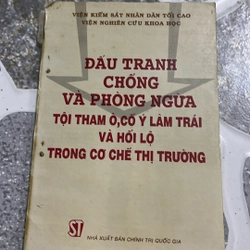 VIỆN KIỂM SÁT NHÂN DÂN TỐI CAO
VIỆN NGHIÊN CỨU KHOA HỌC
ĐẤU TRANH
CHỐNG
VÀ PHÒNG NGỪA
TỘI THAM Ô, CỐ Ý LÀM TRÁI
VÀ HỐI LỘ
TRONG CƠ CHẾ THỊ TRƯỜNG
ST
NHÀ XUẤT BẢN CHÍNH TRỊ QUỐC GIA